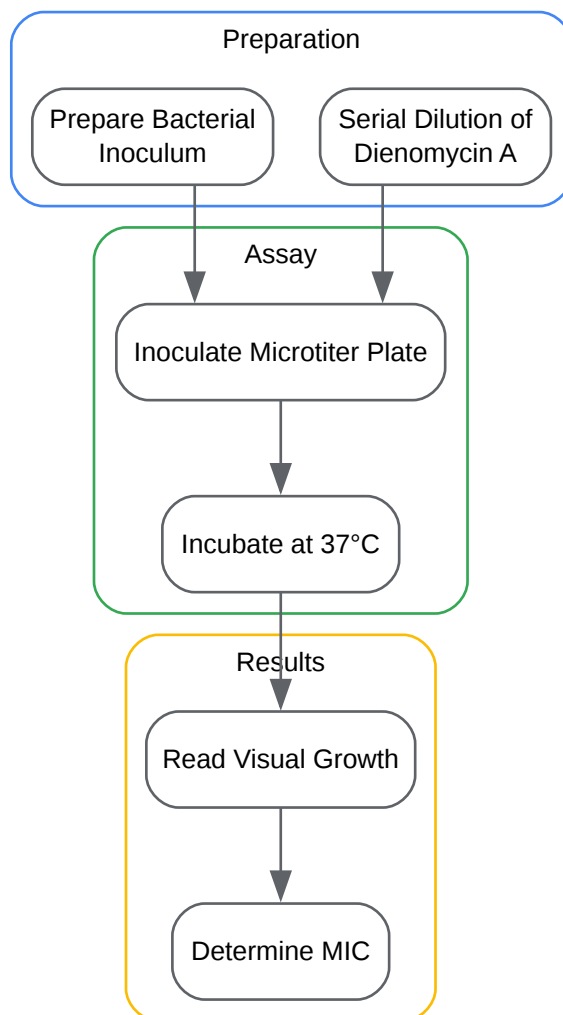 Preparation
Prepare Bacterial
Inoculum
Serial Dilution of
Dienomycin A
Assay
Inoculate Microtiter Plate
Incubate at 37°C
Results
Read Visual Growth
Determine MIC